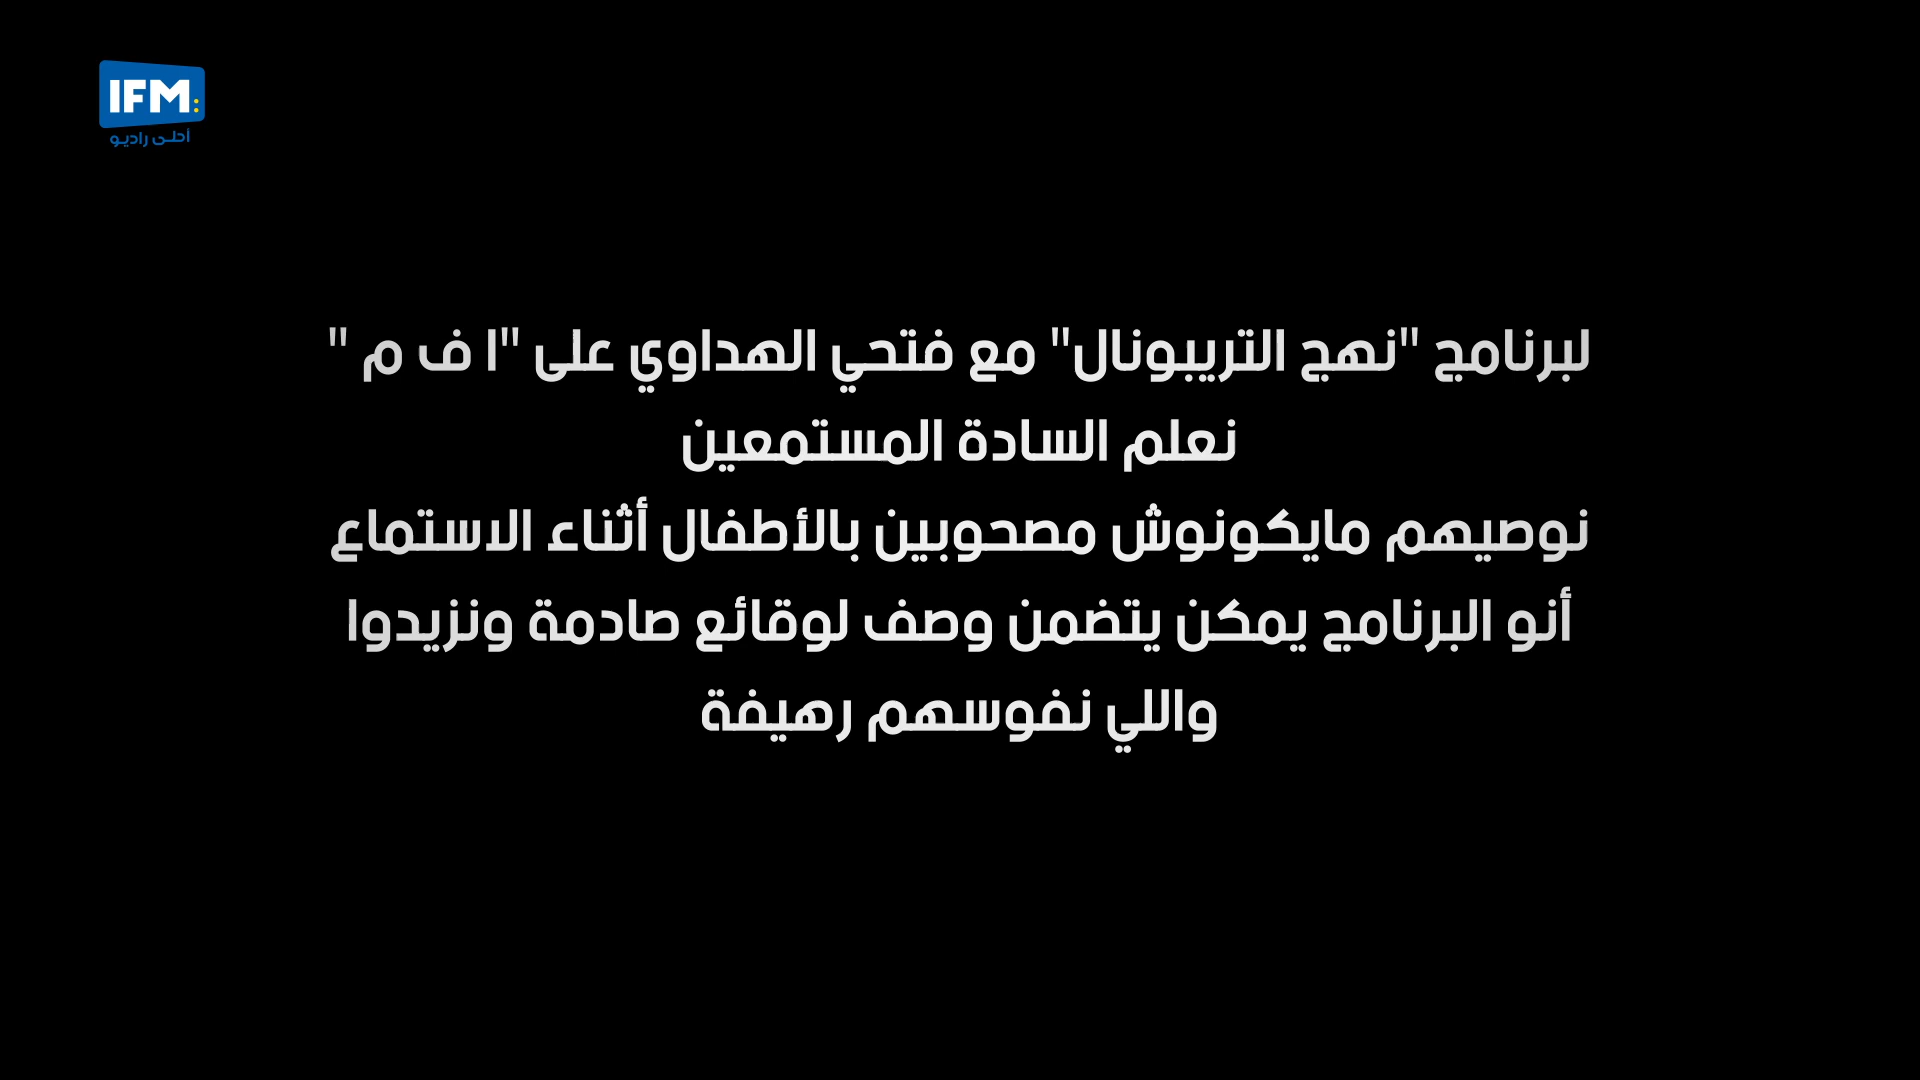 IFM:
أحلى راديو
لبرنامج "نهج التريبونال" مع فتحي الهداوي على "ا ف م "
نعلم السادة المستمعين
نوصيهم مايكونوش مصحوبين بالأطفال أثناء الاستماع
أنو البرنامج يمكن يتضمن وصف لوقائع صادمة ونزيدوا
واللي نفوسهم رهيفة